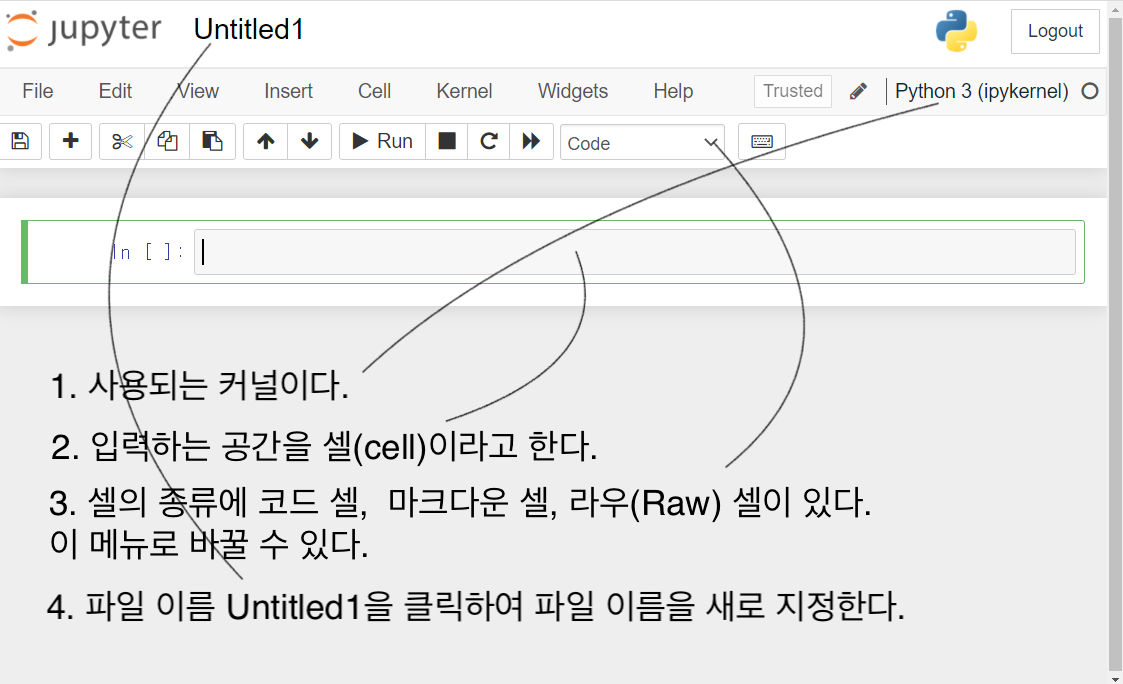 jupyter Untitled1 Logout
File Edit View Insert Cell Kernel Widgets Help Trusted Python 3 (ipykernel)
Run Code
In [ ]:
1. 사용되는 커널이다.
2. 입력하는 공간을 셀(cell)이라고 한다.
3. 셀의 종류에 코드 셀, 마크다운 셀, 라우(Raw) 셀이 있다.
이 메뉴로 바꿀 수 있다.
4. 파일 이름 Untitled1을 클릭하여 파일 이름을 새로 지정한다.